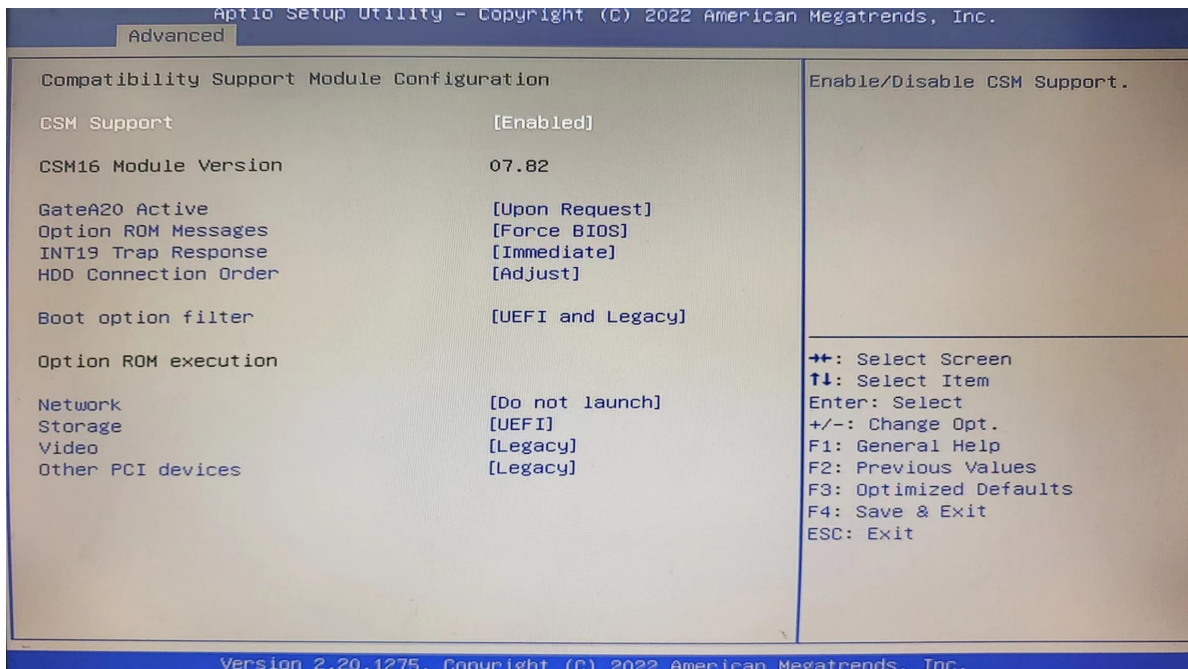 Aptio Setup Utility – Copyright (C) 2022 American Megatrends, Inc.
Advanced
Compatibility Support Module Configuration
CSM Support [Enabled]
CSM16 Module Version 07.82
GateA20 Active [Upon Request]
Option ROM Messages [Force BIOS]
INT19 Trap Response [Immediate]
HDD Connection Order [Adjust]
Boot option filter [UEFI and Legacy]
Option ROM execution
Network [Do not launch]
Storage [UEFI]
Video [Legacy]
Other PCI devices [Legacy]
Enable/Disable CSM Support.
→←: Select Screen
↑↓: Select Item
Enter: Select
+/-: Change Opt.
F1: General Help
F2: Previous Values
F3: Optimized Defaults
F4: Save & Exit
ESC: Exit
Version 2.20.1275. Copyright (C) 2022 American Megatrends, Inc.